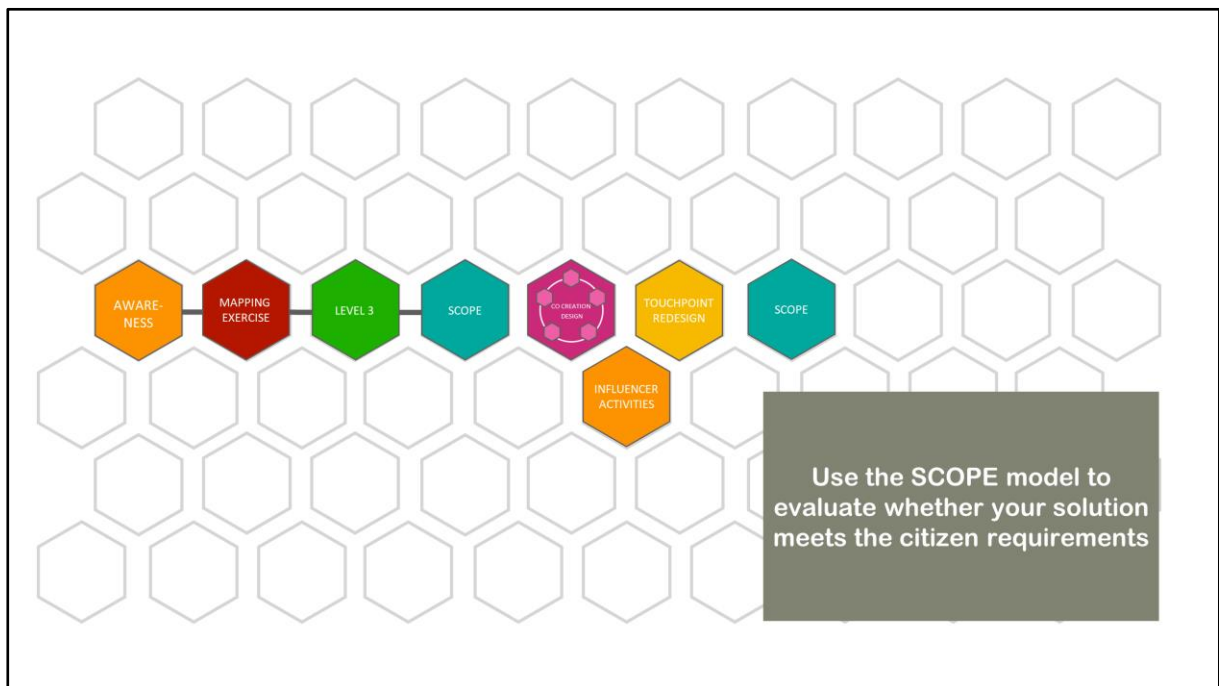 AWARE-
NESS
MAPPING
EXERCISE
LEVEL 3
SCOPE
CO CREATION
DESIGN
TOUCHPOINT
REDESIGN
SCOPE
INFLUENCER
ACTIVITIES
Use the SCOPE model to
evaluate whether your solution
meets the citizen requirements